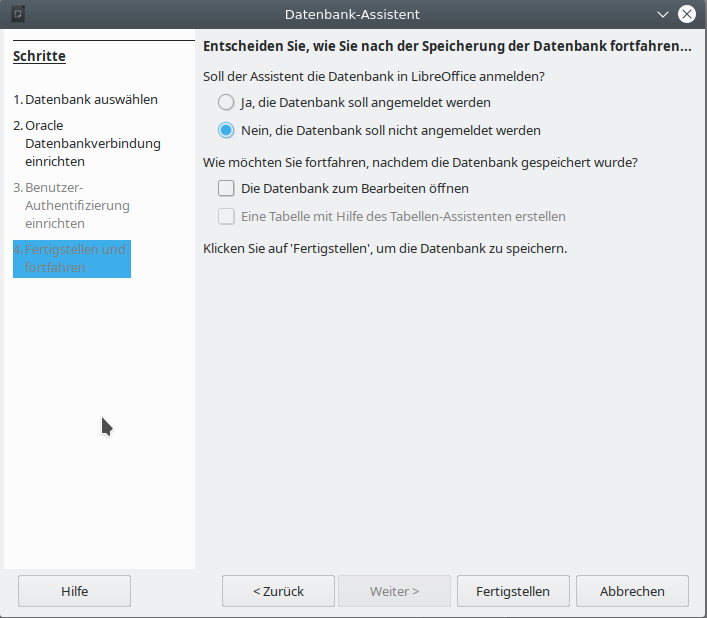 Datenbank-Assistent
Schritte
1. Datenbank auswählen
2. Oracle
Datenbankverbindung
einrichten
3. Benutzer-
Authentifizierung
einrichten
4. Fertigstellen und
fortfahren
Entscheiden Sie, wie Sie nach der Speicherung der Datenbank fortfahren...
Soll der Assistent die Datenbank in LibreOffice anmelden?
Ja, die Datenbank soll angemeldet werden
Nein, die Datenbank soll nicht angemeldet werden
Wie möchten Sie fortfahren, nachdem die Datenbank gespeichert wurde?
Die Datenbank zum Bearbeiten öffnen
Eine Tabelle mit Hilfe des Tabellen-Assistenten erstellen
Klicken Sie auf 'Fertigstellen', um die Datenbank zu speichern.
Hilfe
< Zurück
Weiter >
Fertigstellen
Abbrechen